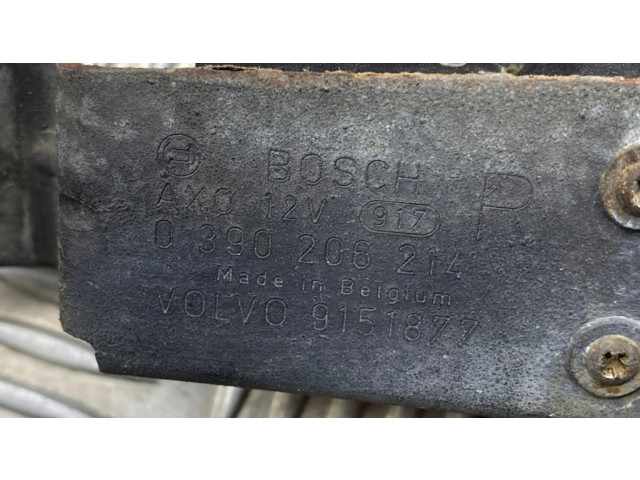 BOSCH
AXO 12V 917 R
0 390 206 214
Made in Belgium
VOLVO 9151877